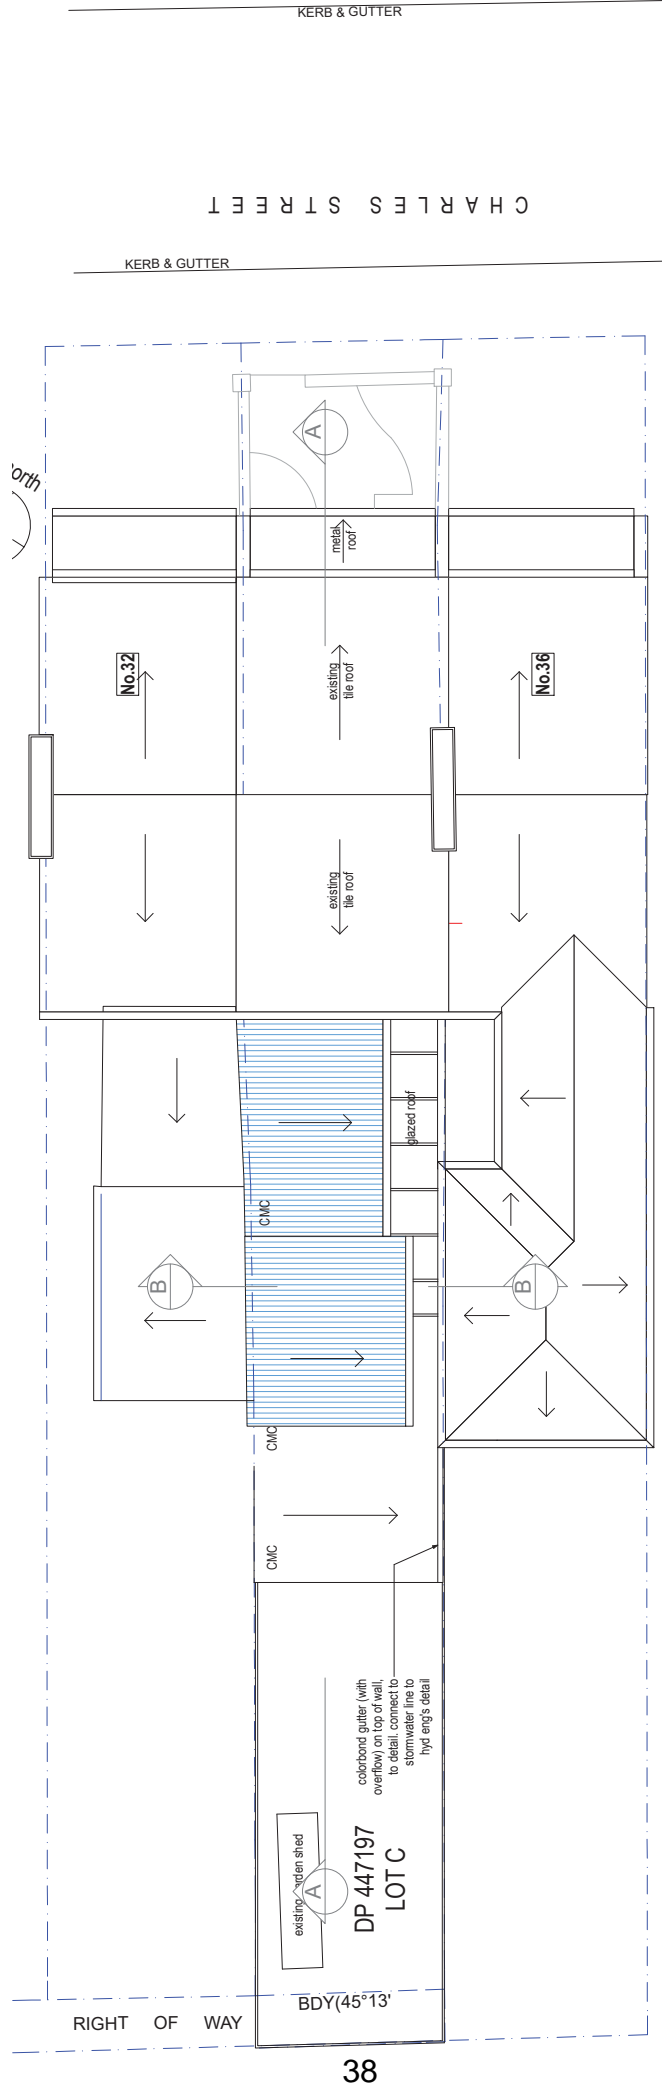 KERB & GUTTER
CHARLES STREET
KERB & GUTTER
A
orth
metal
roof
No.32
existing
tile roof
No.36
existing
tile roof
glazed roof
CMC
B
B
CMC
CMC
colorbond gutter (with
overflow) on top of wall,
to detail. connect to
stormwater line to
hyd eng's detail
existing garden shed
A
DP 447197
LOT C
BDY(45°13'
RIGHT OF WAY
38